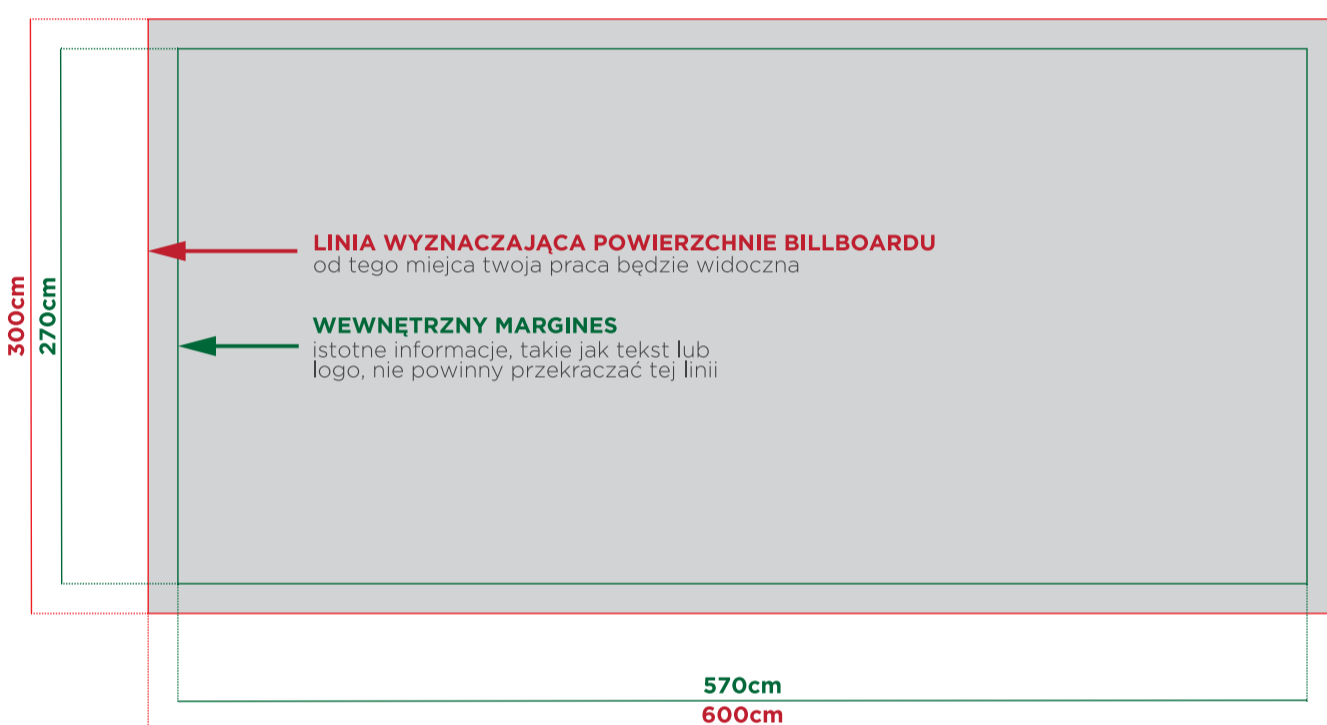 LINIA WYZNACZAJĄCA POWIERZCHNIE BILLBOARDU
od tego miejca twoja praca będzie widoczna
WEWNĘTRZNY MARGINES
istotne informacje, takie jak tekst lub
logo, nie powinny przekraczać tej linii
300cm
270cm
570cm
600cm